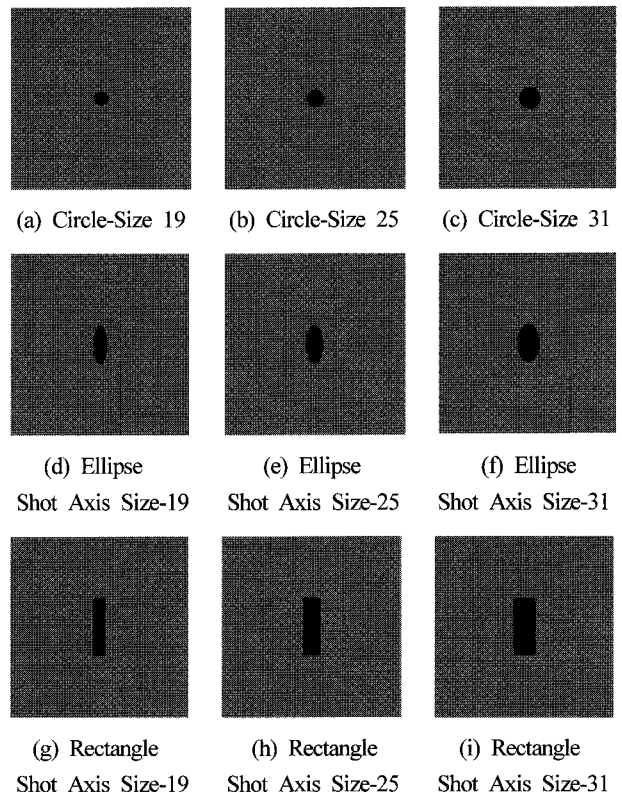 (a) Circle-Size 19
(b) Circle-Size 25
(c) Circle-Size 31
(d) Ellipse
Shot Axis Size-19
(e) Ellipse
Shot Axis Size-25
(f) Ellipse
Shot Axis Size-31
(g) Rectangle
Shot Axis Size-19
(h) Rectangle
Shot Axis Size-25
(i) Rectangle
Shot Axis Size-31